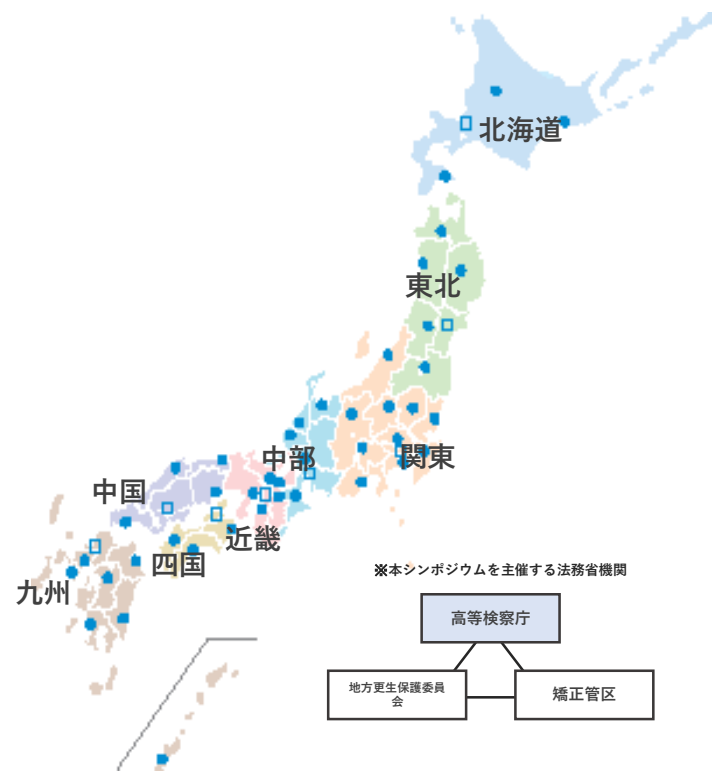 北海道
東北
中部
関東
中国
近畿
四国
九州
※本シンポジウムを主催する法務省機関
高等検察庁
地方更生保護委員
会
矯正管区